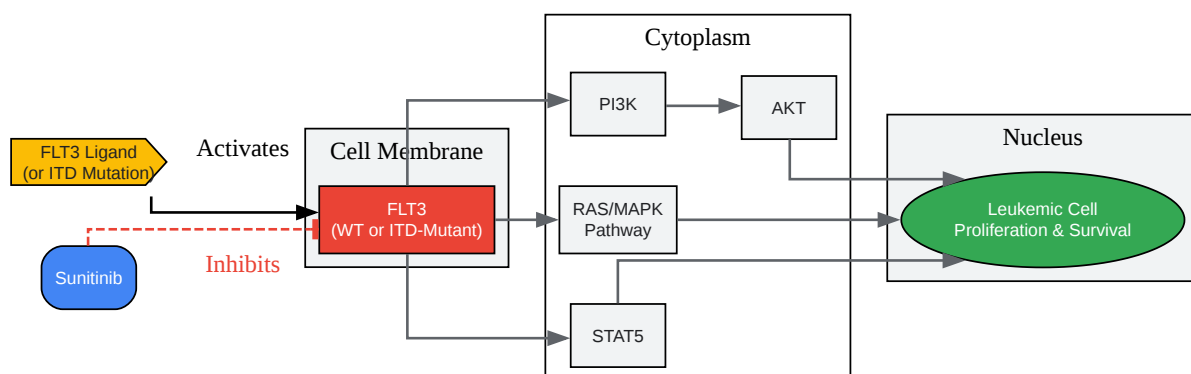 Cytoplasm
PI3K
AKT
FLT3 Ligand
(or ITD Mutation)
Activates
Cell Membrane
Nucleus
FLT3
(WT or ITD-Mutant)
RAS/MAPK
Pathway
Leukemic Cell
Proliferation & Survival
Sunitinib
Inhibits
STAT5